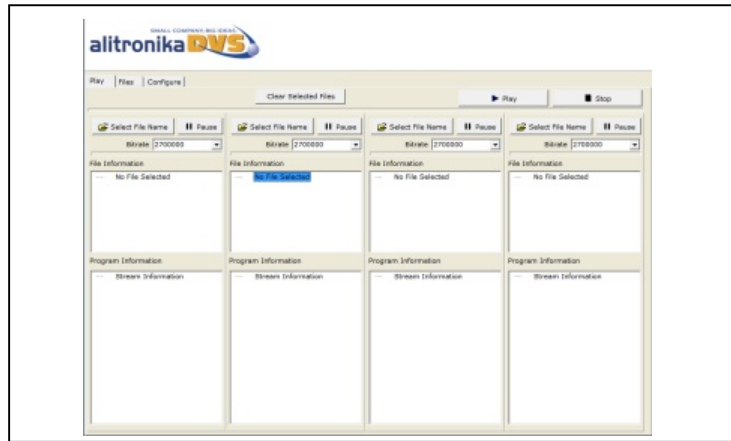 SMALL COMPANY, BIG IDEAS.
alitronika DVS
Play Files Configure
Clear Selected Files
Play Stop
Select File Name Pause Select File Name Pause Select File Name Pause Select File Name Pause
Bitrate 2700000 Bitrate 2700000 Bitrate 2700000 Bitrate 2700000
File Information File Information File Information File Information
No File Selected No File Selected No File Selected No File Selected
Program Information Program Information Program Information Program Information
Stream Information Stream Information Stream Information Stream Information